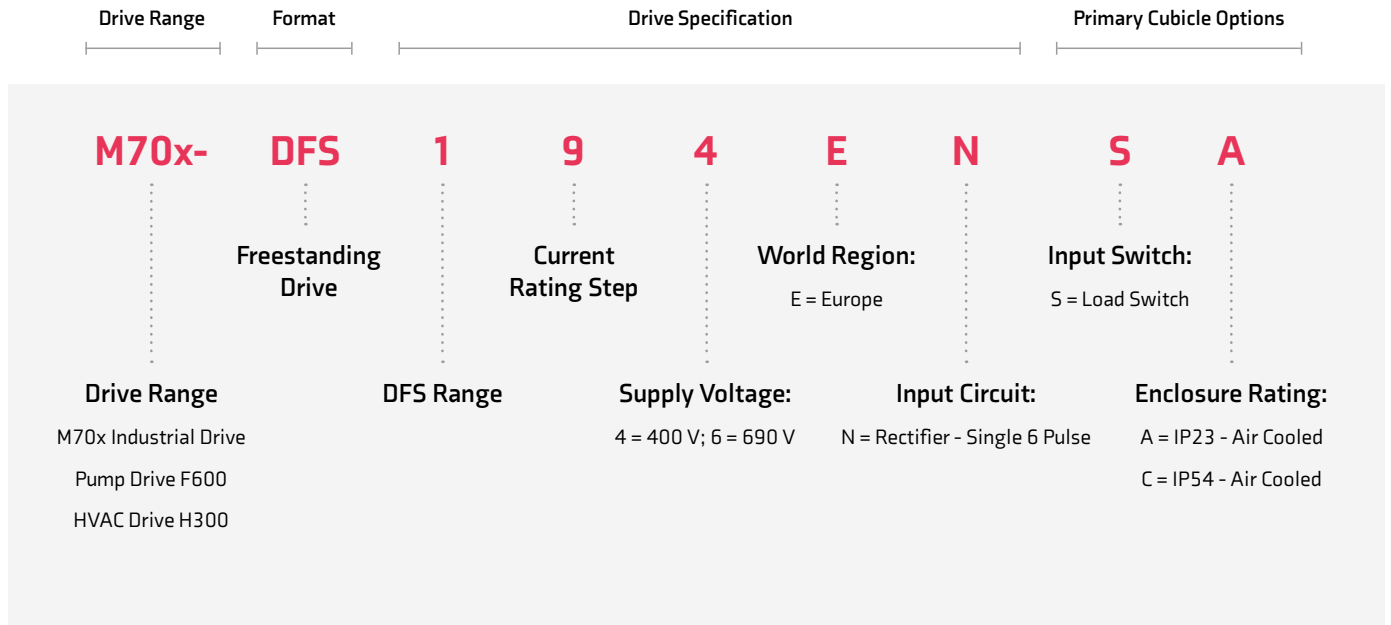 Drive Range Format Drive Specification Primary Cubicle Options
M70x- DFS 1 9 4 E N S A
Freestanding
Drive
Current
Rating Step
World Region:
E = Europe
Input Switch:
S = Load Switch
Drive Range
M70x Industrial Drive
Pump Drive F600
HVAC Drive H300
DFS Range
Supply Voltage:
4 = 400 V; 6 = 690 V
Input Circuit:
N = Rectifier - Single 6 Pulse
Enclosure Rating:
A = IP23 - Air Cooled
C = IP54 - Air Cooled